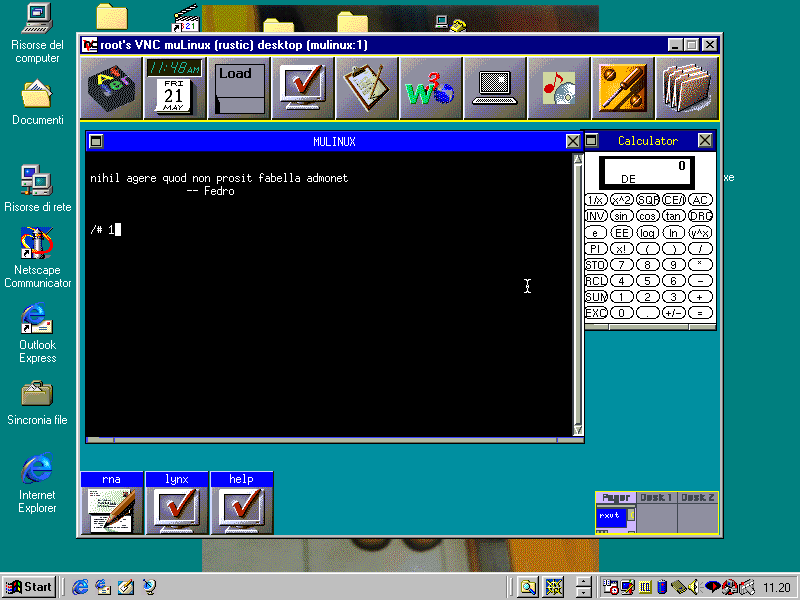 Risore del
computer
Documenti
Risorse di rete
Netscape
Communicator
Outlook
Express
Sincronia file
Internet
Explorer
321
root's VNC muLinux (rustic) desktop (mulinux:1)
11:48AM
FRI
21
MAY
Load
W3
MULINUX
nihil agere quod non prosit fabella admonet
-- Fedro
/# 1
Calculator
0
DE
1/x x^2 SQR CE/ AC
INV sin cos tan DRG
e EE log ln y^x
PI x! ( ) /
STO 7 8 9 *
RCL 4 5 6 -
SUM 1 2 3 +
EXC 0 . +/- =
xe
rna
lynx
help
Pager Desk 1 Desk 2
rxvt
Start
11.20